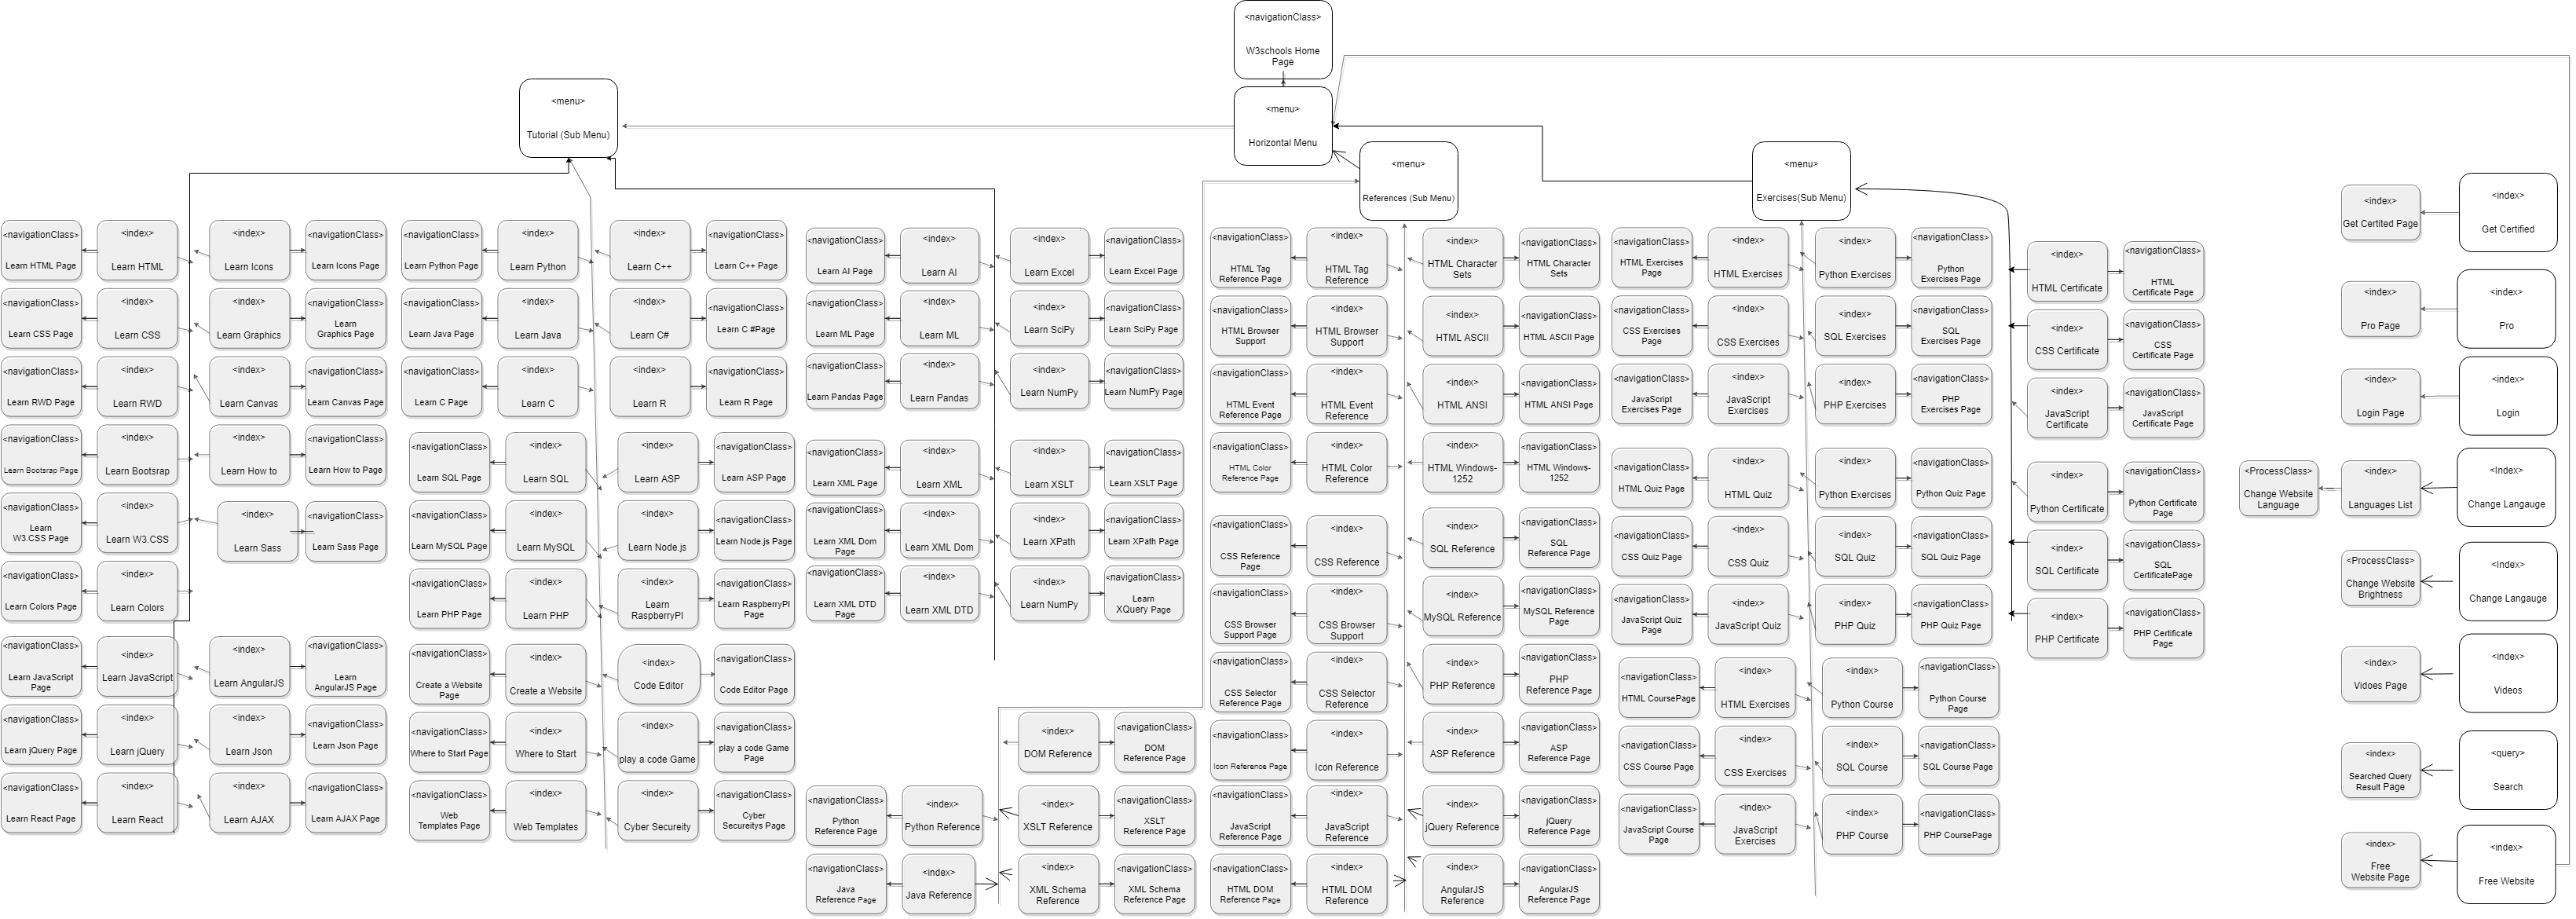 <navigationClass>
W3schools Home
Page
<menu>
Horizontal Menu
<menu>
Tutorial (Sub Menu)
<menu>
References (Sub Menu)
<menu>
Exercises(Sub Menu)
<navigationClass>
Learn HTML Page
<index>
Learn HTML
<index>
Learn Icons
<navigationClass>
Learn Icons Page
<navigationClass>
Learn CSS Page
<index>
Learn CSS
<index>
Learn Graphics
<navigationClass>
Learn
Graphics Page
<navigationClass>
Learn RWD Page
<index>
Learn RWD
<index>
Learn Canvas
<navigationClass>
Learn Canvas Page
<navigationClass>
Learn Bootsrap Page
<index>
Learn Bootsrap
<index>
Learn How to
<navigationClass>
Learn How to Page
<navigationClass>
Learn
W3.CSS Page
<index>
Learn W3.CSS
<index>
Learn Sass
<navigationClass>
Learn Sass Page
<navigationClass>
Learn Colors Page
<index>
Learn Colors
<navigationClass>
Learn JavaScript
Page
<index>
Learn JavaScript
<index>
Learn AngularJS
<navigationClass>
Learn
AngularJS Page
<navigationClass>
Learn jQuery Page
<index>
Learn jQuery
<index>
Learn Json
<navigationClass>
Learn Json Page
<navigationClass>
Learn React Page
<index>
Learn React
<index>
Learn AJAX
<navigationClass>
Learn AJAX Page
<navigationClass>
Learn Python Page
<index>
Learn Python
<index>
Learn C++
<navigationClass>
Learn C++ Page
<navigationClass>
Learn Java Page
<index>
Learn Java
<index>
Learn C#
<navigationClass>
Learn C #Page
<navigationClass>
Learn C Page
<index>
Learn C
<index>
Learn R
<navigationClass>
Learn R Page
<navigationClass>
Learn SQL Page
<index>
Learn SQL
<index>
Learn ASP
<navigationClass>
Learn ASP Page
<navigationClass>
Learn MySQL Page
<index>
Learn MySQL
<index>
Learn Node.js
<navigationClass>
Learn Node.js Page
<navigationClass>
Learn PHP Page
<index>
Learn PHP
<index>
Learn
RaspberryPI
<navigationClass>
Learn RaspberryPI
Page
<navigationClass>
Create a Website
Page
<index>
Create a Website
<index>
Code Editor
<navigationClass>
Code Editor Page
<navigationClass>
Where to Start Page
<index>
Where to Start
<index>
play a code Game
<navigationClass>
play a code Game
Page
<navigationClass>
Web
Templates Page
<index>
Web Templates
<index>
Cyber Secureity
<navigationClass>
Cyber
Secureitys Page
<navigationClass>
Learn AI Page
<index>
Learn AI
<index>
Learn Excel
<navigationClass>
Learn Excel Page
<navigationClass>
Learn ML Page
<index>
Learn ML
<index>
Learn SciPy
<navigationClass>
Learn SciPy Page
<navigationClass>
Learn Pandas Page
<index>
Learn Pandas
<index>
Learn NumPy
<navigationClass>
Learn NumPy Page
<navigationClass>
Learn XML Page
<index>
Learn XML
<index>
Learn XSLT
<navigationClass>
Learn XSLT Page
<navigationClass>
Learn XML Dom
Page
<index>
Learn XML Dom
<index>
Learn XPath
<navigationClass>
Learn XPath Page
<navigationClass>
Learn XML DTD
Page
<index>
Learn XML DTD
<index>
Learn NumPy
<navigationClass>
Learn
XQuery Page
<index>
DOM Reference
<navigationClass>
DOM
Reference Page
<navigationClass>
Python
Reference Page
<index>
Python Reference
<index>
XSLT Reference
<navigationClass>
XSLT
Reference Page
<navigationClass>
Java
Reference Page
<index>
Java Reference
<index>
XML Schema
Reference
<navigationClass>
XML Schema
Reference Page
<navigationClass>
HTML Tag
Reference Page
<index>
HTML Tag
Reference
<index>
HTML Character
Sets
<navigationClass>
HTML Character
Sets
<navigationClass>
HTML Browser
Support
<index>
HTML Browser
Support
<index>
HTML ASCII
<navigationClass>
HTML ASCII Page
<navigationClass>
HTML Event
Reference Page
<index>
HTML Event
Reference
<index>
HTML ANSI
<navigationClass>
HTML ANSI Page
<navigationClass>
HTML Color
Reference Page
<index>
HTML Color
Reference
<index>
HTML Windows-
1252
<navigationClass>
HTML Windows-
1252
<navigationClass>
CSS Reference
Page
<index>
CSS Reference
<index>
SQL Reference
<navigationClass>
SQL
Reference Page
<navigationClass>
CSS Browser
Support Page
<index>
CSS Browser
Support
<index>
MySQL Reference
<navigationClass>
MySQL Reference
Page
<navigationClass>
CSS Selector
Reference Page
<index>
CSS Selector
Reference
<index>
PHP Reference
<navigationClass>
PHP
Reference Page
<navigationClass>
Icon Reference Page
<index>
Icon Reference
<index>
ASP Reference
<navigationClass>
ASP
Reference Page
<navigationClass>
JavaScript
Reference Page
<index>
JavaScript
Reference
<index>
jQuery Reference
<navigationClass>
jQuery
Reference Page
<navigationClass>
HTML DOM
Reference Page
<index>
HTML DOM
Reference
<index>
AngularJS
Reference
<navigationClass>
AngularJS
Reference Page
<navigationClass>
HTML Exercises
Page
<index>
HTML Exercises
<index>
Python Exercises
<navigationClass>
Python
Exercises Page
<navigationClass>
CSS Exercises
Page
<index>
CSS Exercises
<index>
SQL Exercises
<navigationClass>
SQL
Exercises Page
<navigationClass>
JavaScript
Exercises Page
<index>
JavaScript
Exercises
<index>
PHP Exercises
<navigationClass>
PHP
Exercises Page
<navigationClass>
HTML Quiz Page
<index>
HTML Quiz
<index>
Python Exercises
<navigationClass>
Python Quiz Page
<navigationClass>
CSS Quiz Page
<index>
CSS Quiz
<index>
SQL Quiz
<navigationClass>
SQL Quiz Page
<navigationClass>
JavaScript Quiz
Page
<index>
JavaScript Quiz
<index>
PHP Quiz
<navigationClass>
PHP Quiz Page
<navigationClass>
HTML CoursePage
<index>
HTML Exercises
<index>
Python Course
<navigationClass>
Python Course
Page
<navigationClass>
CSS Course Page
<index>
CSS Exercises
<index>
SQL Course
<navigationClass>
SQL Course Page
<navigationClass>
JavaScript Course
Page
<index>
JavaScript
Exercises
<index>
PHP Course
<navigationClass>
PHP CoursePage
<index>
HTML Certificate
<navigationClass>
HTML
Certificate Page
<index>
CSS Certificate
<navigationClass>
CSS
Certificate Page
<index>
JavaScript
Certificate
<navigationClass>
JavaScript
Certificate Page
<index>
Python Certificate
<navigationClass>
Python Certificate
Page
<index>
SQL Certificate
<navigationClass>
SQL
CertificatePage
<index>
PHP Certificate
<navigationClass>
PHP Certificate
Page
<index>
Get Certited Page
<index>
Get Certified
<index>
Pro Page
<index>
Pro
<index>
Login Page
<index>
Login
<ProcessClass>
Change Website
Language
<index>
Languages List
<Index>
Change Langauge
<ProcessClass>
Change Website
Brightness
<Index>
Change Langauge
<index>
Vidoes Page
<index>
Videos
<index>
Searched Query
Result Page
<query>
Search
<index>
Free
Website Page
<index>
Free Website